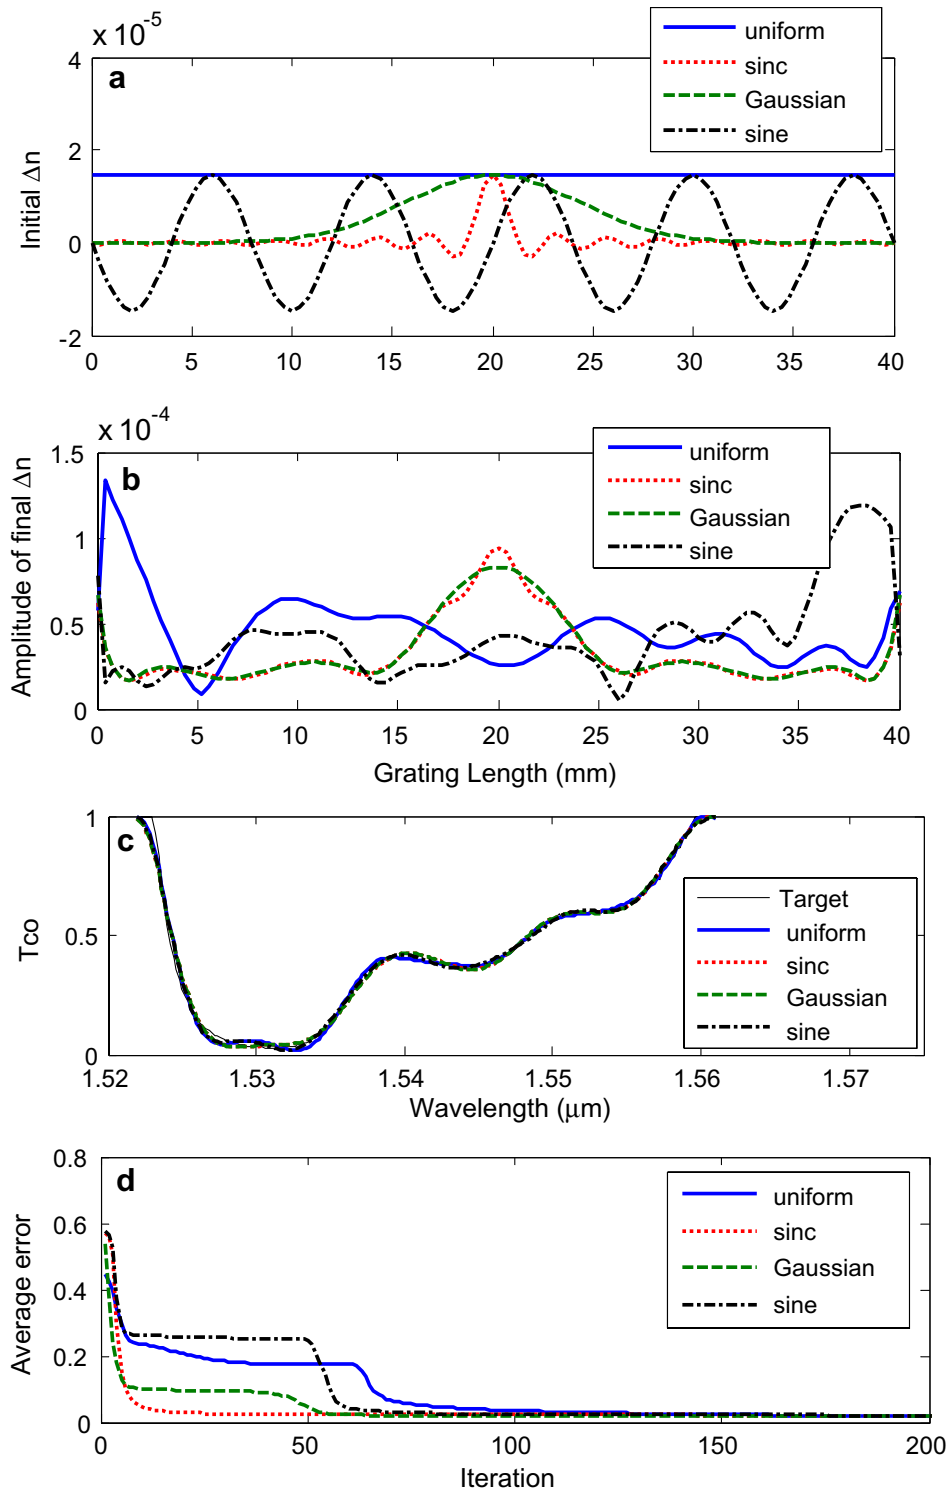 x 10^-5
a
4
2
0
-2
Initial Δn
0 5 10 15 20 25 30 35 40
uniform
sinc
Gaussian
sine
x 10^-4
b
1.5
1
0.5
0
Amplitude of final Δn
0 5 10 15 20 25 30 35 40
Grating Length (mm)
uniform
sinc
Gaussian
sine
c
1
0.5
0
Tco
1.52 1.53 1.54 1.55 1.56 1.57
Wavelength (μm)
Target
uniform
sinc
Gaussian
sine
d
0.8
0.6
0.4
0.2
0
Average error
0 50 100 150 200
Iteration
uniform
sinc
Gaussian
sine